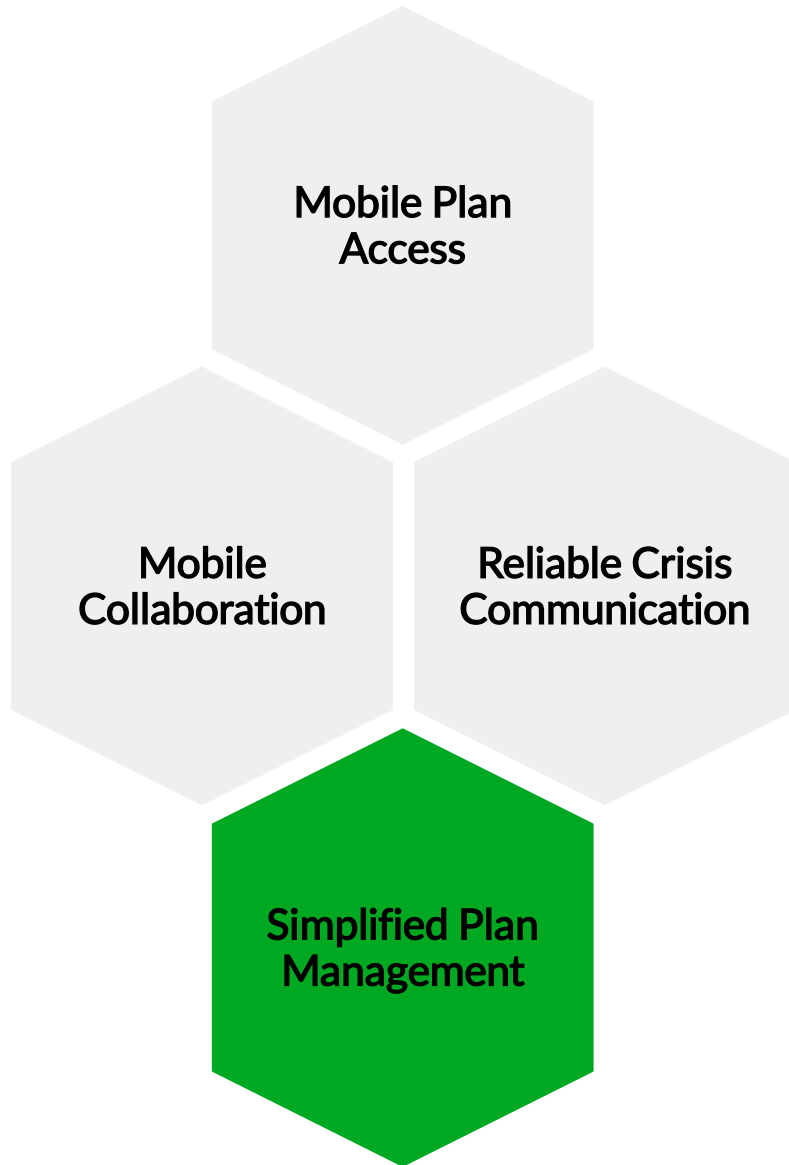 Mobile Plan
Access
Mobile
Collaboration
Reliable Crisis
Communication
Simplified Plan
Management